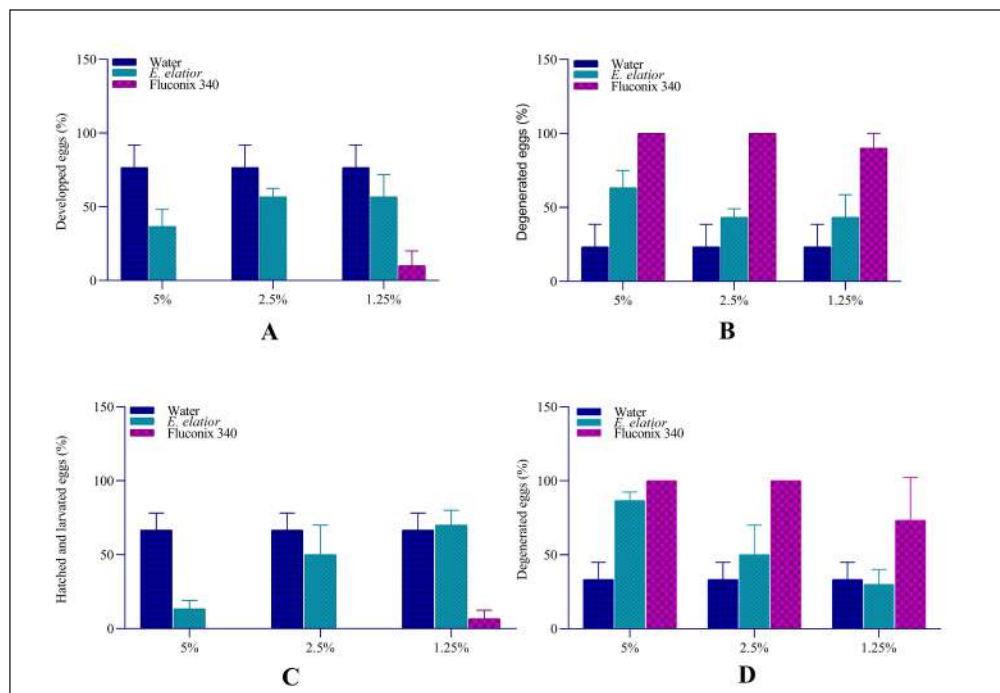 150
100
50
0
Developped eggs (%)
Water
E. elatior
Fluconix 340
5%
2.5%
1.25%
A
150
100
50
0
Degenerated eggs (%)
Water
E. elatior
Fluconix 340
5%
2.5%
1.25%
B
150
100
50
0
Hatched and larvated eggs (%)
Water
E. elatior
Fluconix 340
5%
2.5%
1.25%
C
150
100
50
0
Degenerated eggs (%)
Water
E. elatior
Fluconix 340
5%
2.5%
1.25%
D